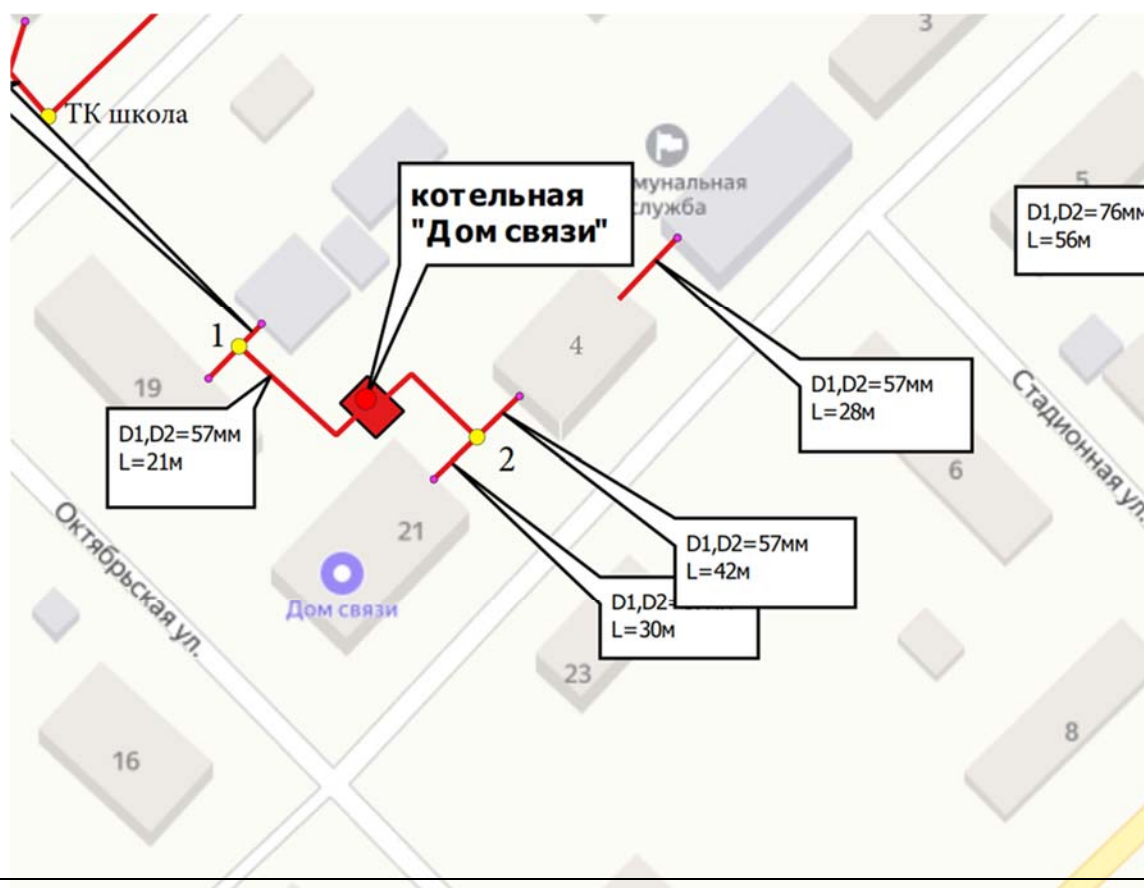 3
ТК школа
котельная
"Дом связи"
мунальная
служба
5
D1,D2=76мм
L=56м
1
4
19
D1,D2=57мм
L=28м
Стадионная ул.
D1,D2=57мм
L=21м
2
6
Октябрьская ул.
21
D1,D2=57мм
L=42м
Дом связи
D1,D2=
L=30м
23
8
16